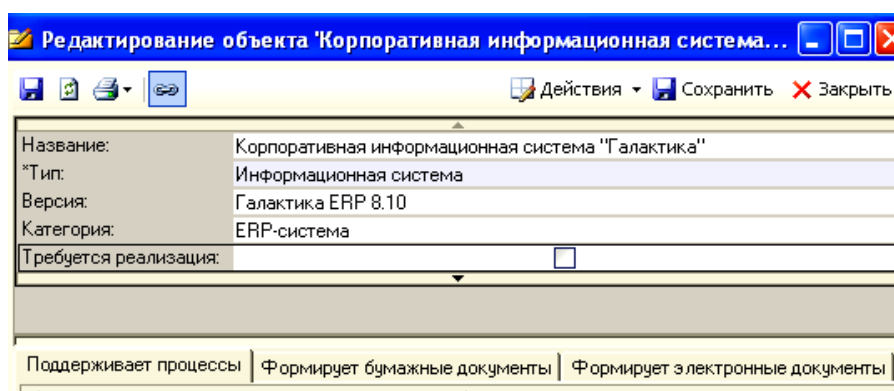 Редактирование объекта 'Корпоративная информационная система...
Действия Сохранить Закрыть
Название: Корпоративная информационная система "Галактика"
*Тип: Информационная система
Версия: Галактика ERP 8.10
Категория: ERP-система
Требуется реализация:
Поддерживает процессы Формирует бумажные документы Формирует электронные документы